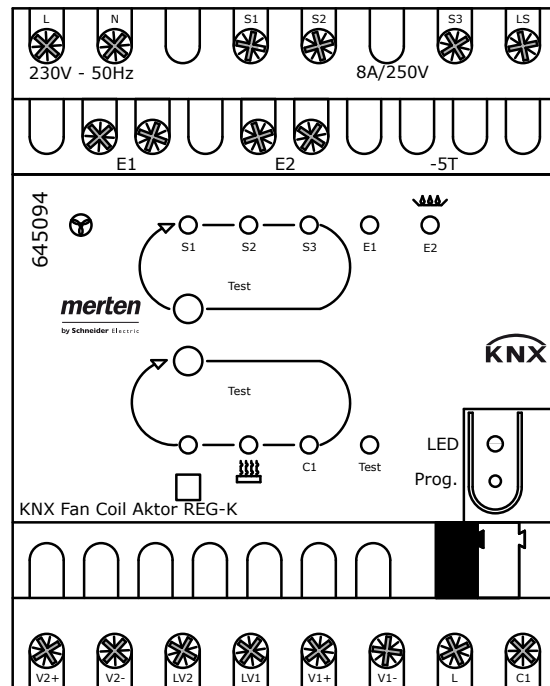 L N S1 S2 S3 LS
230V - 50Hz 8A/250V
E1 E2 -5T
645094
S1 S2 S3 E1 E2
Test
merten
by Schneider Electric
KNX
Test
C1 Test
LED
Prog.
KNX Fan Coil Aktor REG-K
V2+ V2- LV2 LV1 V1+ V1- L C1